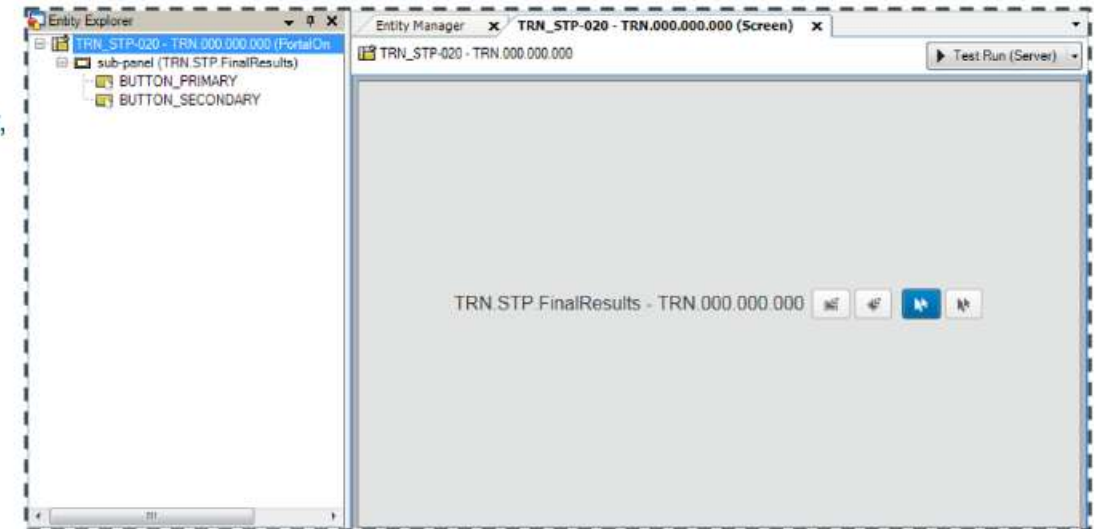 Entity Explorer
TRN_STP-020 - TRN.000.000.000 (PortalOn
sub-panel (TRN.STP.FinalResults)
BUTTON_PRIMARY
BUTTON_SECONDARY
,
Entity Manager x TRN_STP-020 - TRN.000.000.000 (Screen) x
TRN_STP-020 - TRN.000.000.000
Test Run (Server)
TRN.STP.FinalResults - TRN.000.000.000